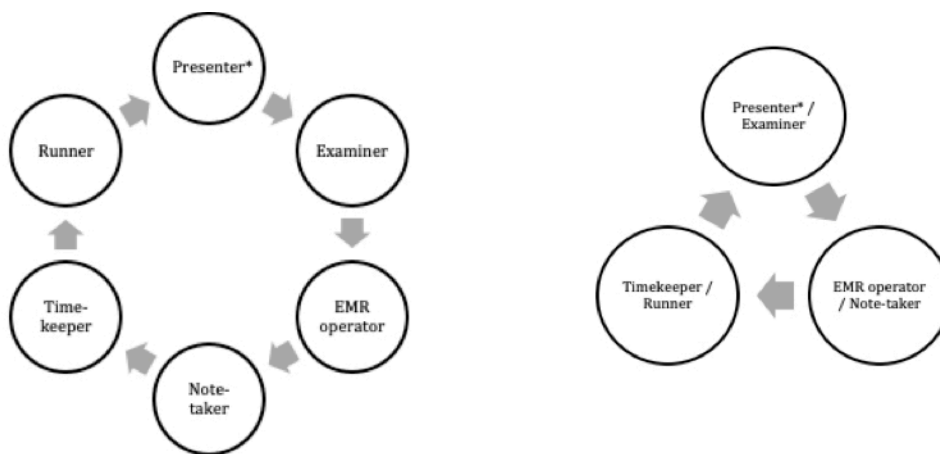 Presenter*
Examiner
EMR
operator
Note-
taker
Time-
keeper
Runner
Presenter* /
Examiner
EMR operator
/ Note-taker
Timekeeper /
Runner